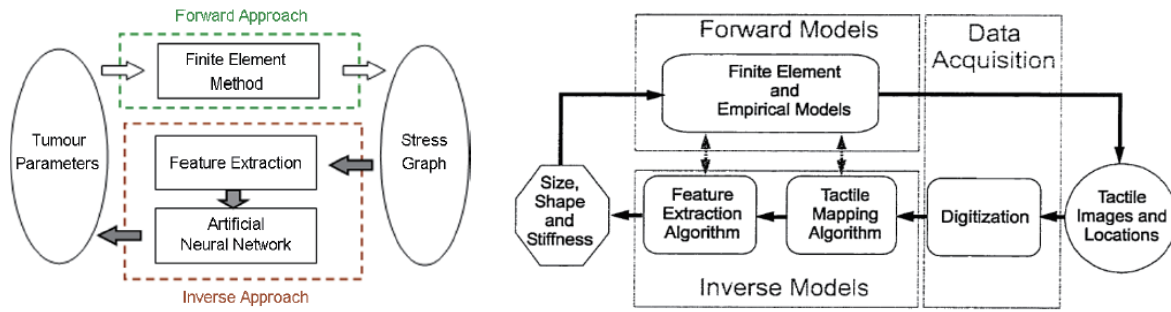 Forward Approach
Finite Element
Method
Tumour
Parameters
Stress
Graph
Feature Extraction
Artificial
Neural Network
Inverse Approach
Forward Models
Data
Acquisition
Finite Element
and
Empirical Models
Size,
Shape
and
Stiffness
Feature
Extraction
Algorithm
Tactile
Mapping
Algorithm
Digitization
Tactile
Images and
Locations
Inverse Models